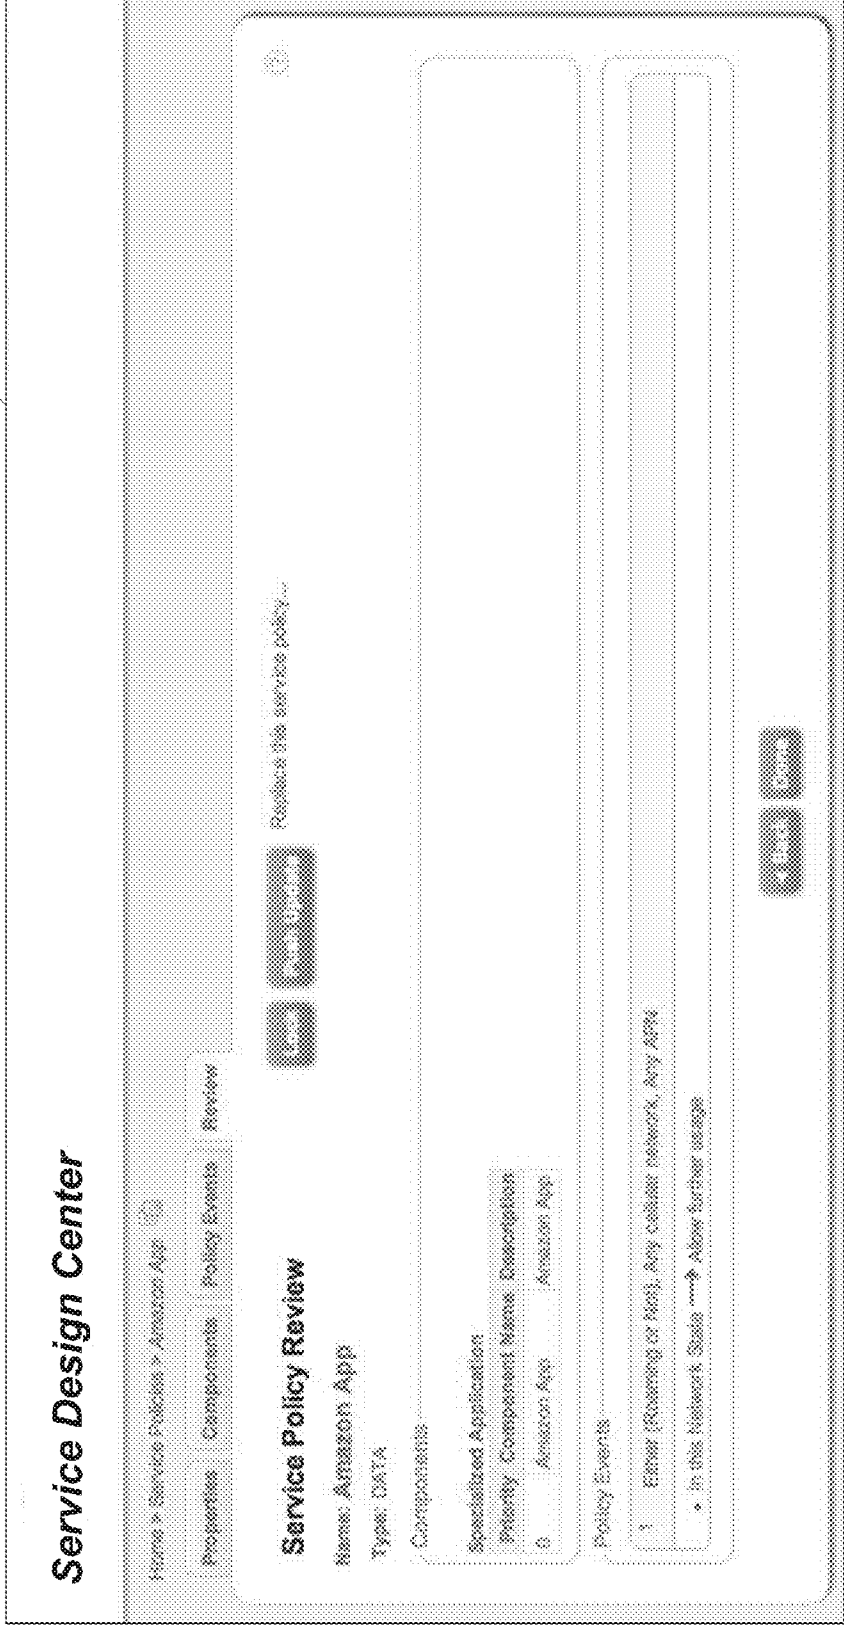 Service Design Center
Home > Service Policies > Amazon App
Properties Components Policy Events Review
Service Policy Review
Replace this service policy...
Name: Amazon App
Type: DATA
Components
Specialized Application
Priority Component Name Description
0 Amazon App Amazon App
Policy Events
1 Either (Roaming or Not), Any cellular network, Any APN
• In this Network State ⟶ Allow further usage
Done